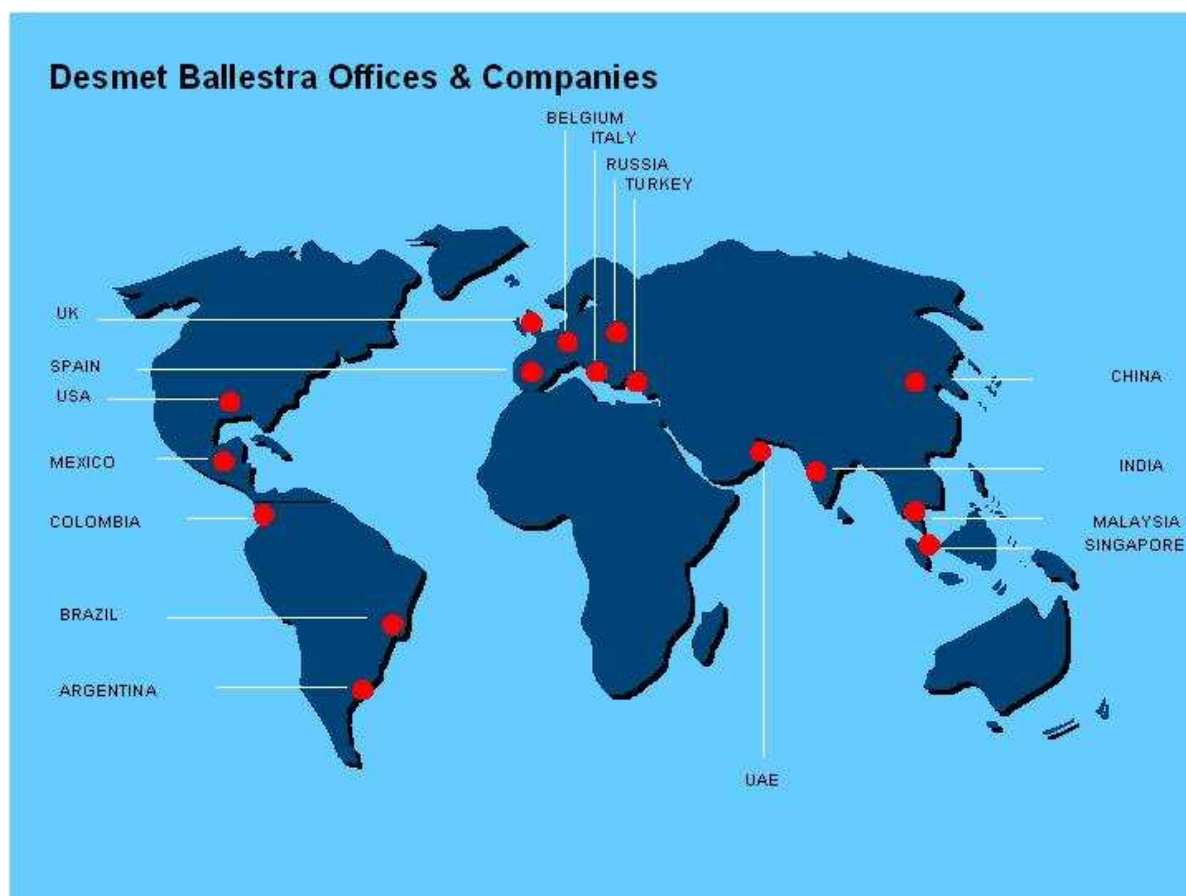 Desmet Ballestra Offices & Companies
BELGIUM
ITALY
RUSSIA
TURKEY
UK
SPAIN
USA
MEXICO
COLOMBIA
BRAZIL
ARGENTINA
CHINA
INDIA
MALAYSIA
SINGAPORE
UAE